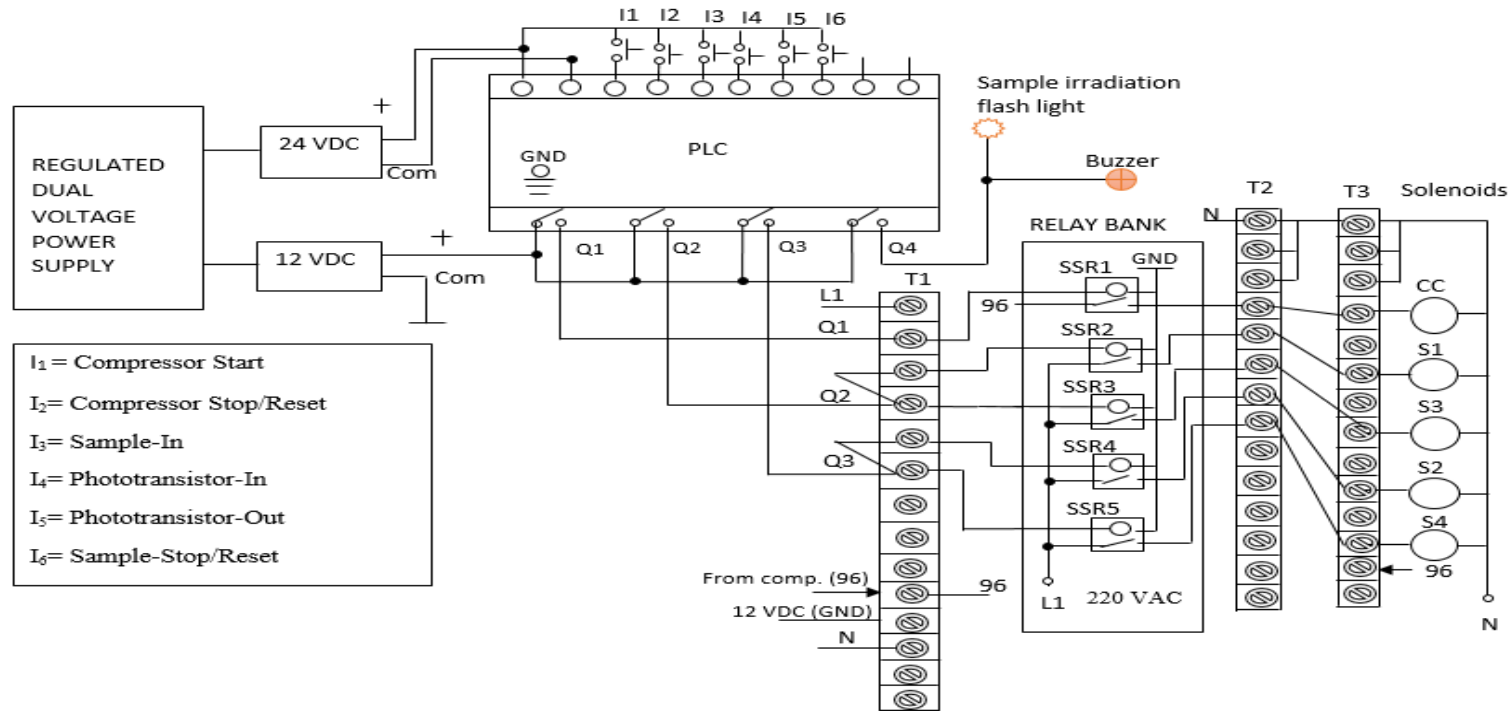 I1 I2 I3 I4 I5 I6
Sample irradiation
flash light
+
24 VDC
Com
REGULATED
DUAL
VOLTAGE
POWER
SUPPLY
GND
PLC
Buzzer
T2
T3
Solenoids
N
+
12 VDC
Com
Q1
Q2
Q3
Q4
RELAY BANK
GND
T1
L1
Q1
Q2
Q3
96
SSR1
SSR2
SSR3
SSR4
SSR5
L1
220 VAC
CC
S1
S3
S2
S4
96
N
I1 = Compressor Start
I2= Compressor Stop/Reset
I3= Sample-In
I4= Phototransistor-In
I5= Phototransistor-Out
I6= Sample-Stop/Reset
From comp. (96)
96
12 VDC (GND)
N